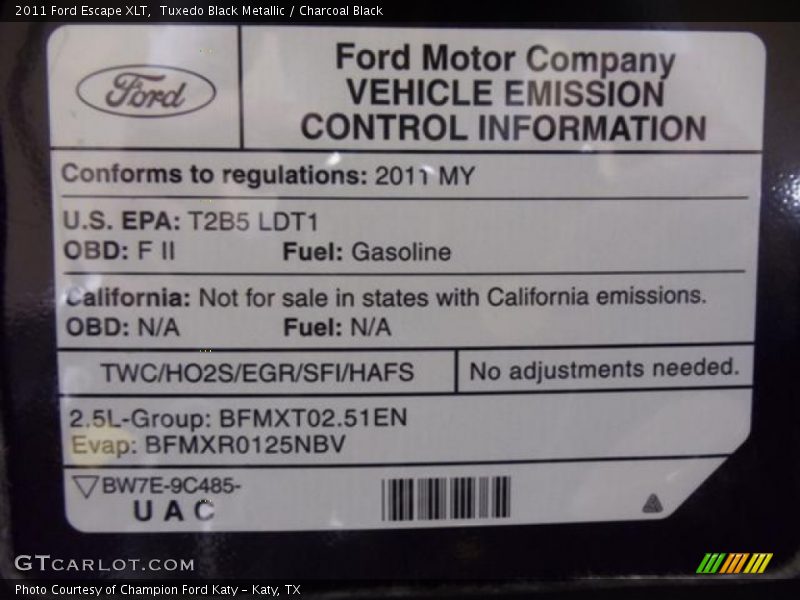 2011 Ford Escape XLT, Tuxedo Black Metallic / Charcoal Black
Ford
Ford Motor Company
VEHICLE EMISSION
CONTROL INFORMATION
Conforms to regulations: 2011 MY
U.S. EPA: T2B5 LDT1
OBD: F II Fuel: Gasoline
California: Not for sale in states with California emissions.
OBD: N/A Fuel: N/A
TWC/HO2S/EGR/SFI/HAFS No adjustments needed.
2.5L-Group: BFMXT02.51EN
Evap: BFMXR0125NBV
BW7E-9C485-
U A C
GTCARLOT.COM
Photo Courtesy of Champion Ford Katy - Katy, TX